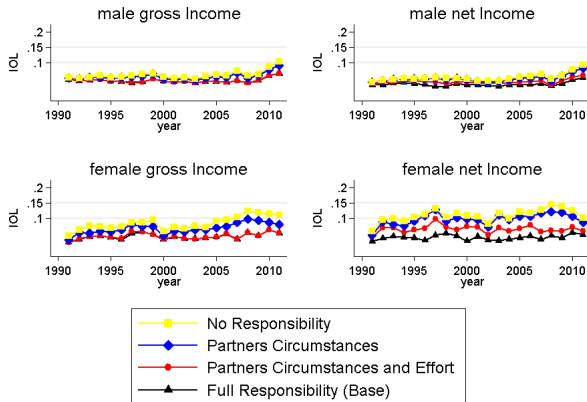 male gross Income
male net Income
.2
.15
.1
IOL
1990
1995
2000
2005
2010
year
.2
.15
.1
IOL
1990
1995
2000
2005
2010
year
female gross Income
female net Income
.2
.15
.1
IOL
1990
1995
2000
2005
2010
year
.2
.15
.1
IOL
1990
1995
2000
2005
2010
year
No Responsibility
Partners Circumstances
Partners Circumstances and Effort
Full Responsibility (Base)